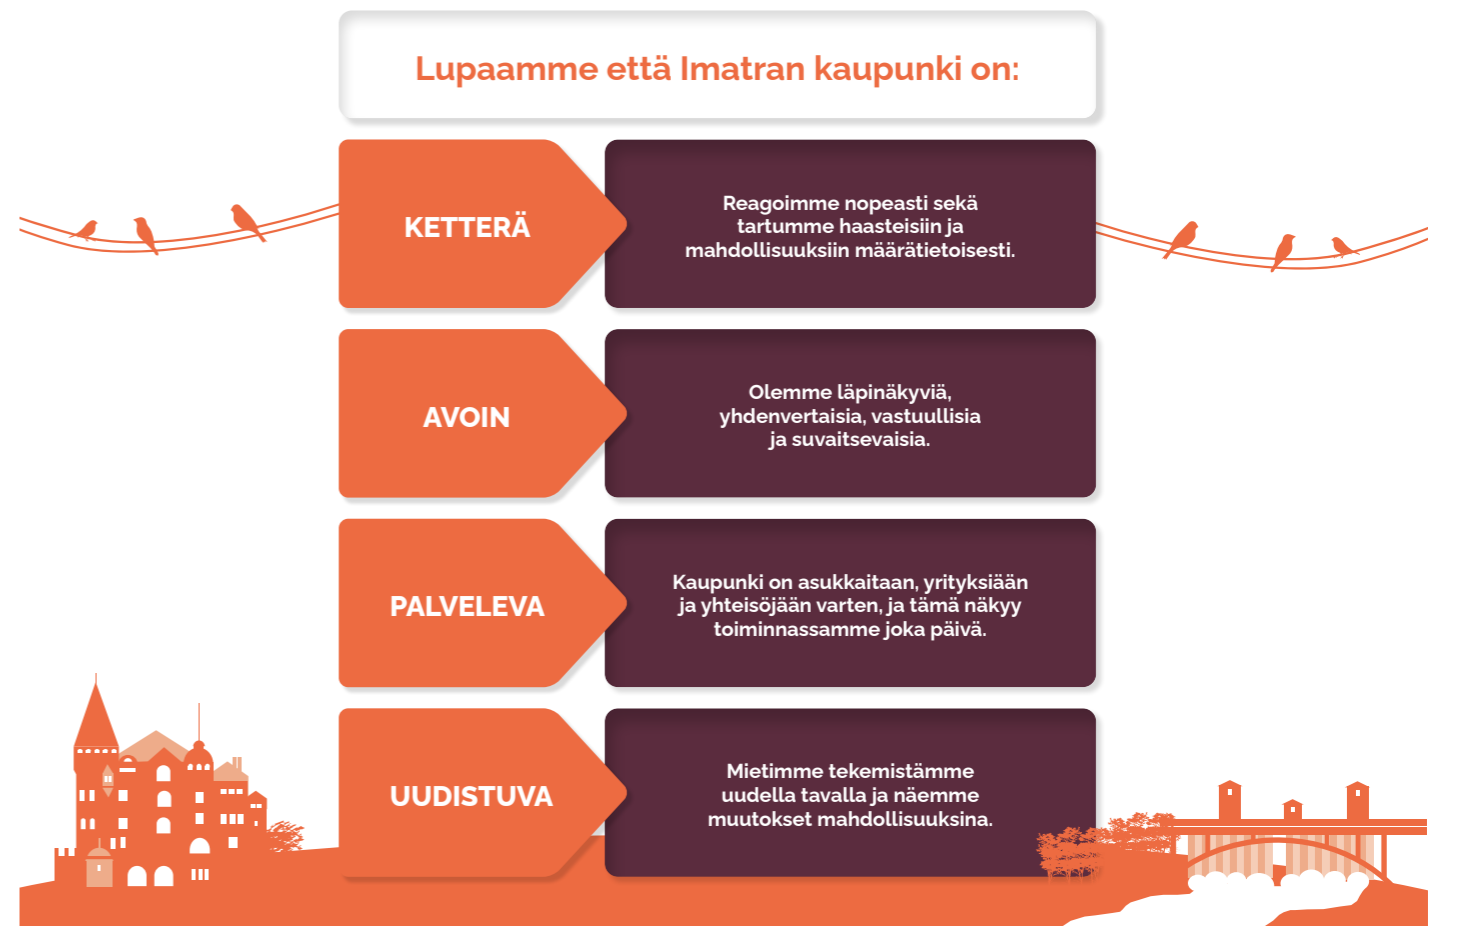 Lupaamme että Imatran kaupunki on:
KETTERÄ
Reagoimme nopeasti sekä
tartumme haasteisiin ja
mahdollisuuksiin määrätietoisesti.
AVOIN
Olemme läpinäkyviä,
yhdenvertaisia, vastuullisia
ja suvaitsevaisia.
PALVELEVA
Kaupunki on asukkaitaan, yrityksiään
ja yhteisöjään varten, ja tämä näkyy
toiminnassamme joka päivä.
UUDISTUVA
Mietimme tekemistämme
uudella tavalla ja näemme
muutokset mahdollisuuksina.